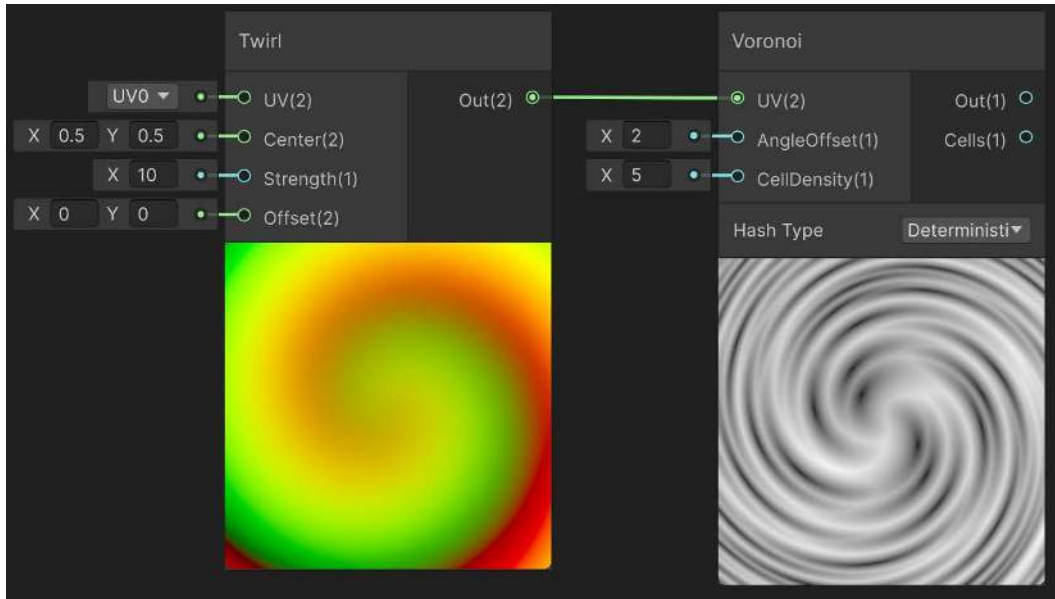 Twirl
UV0 UV(2) Out(2)
X 0.5 Y 0.5 Center(2)
X 10 Strength(1)
X 0 Y 0 Offset(2)
Voronoi
UV(2) Out(1)
X 2 AngleOffset(1) Cells(1)
X 5 CellDensity(1)
Hash Type Deterministi